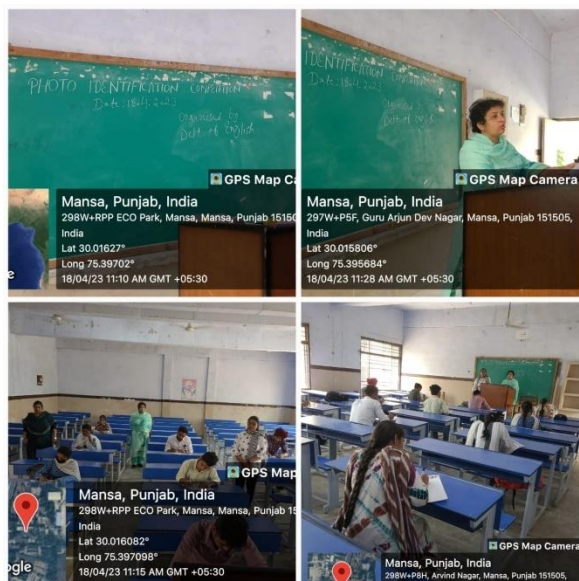 PHOTO IDENTIFICATION COMPETITION
Date: 18.4.2023
Organised by
Deptt. of English
GPS Map Ca
Mansa, Punjab, India
298W+RPP ECO Park, Mansa, Mansa, Punjab 15150
India
Lat 30.01627°
Long 75.39702°
18/04/23 11:10 AM GMT +05:30
IDENTIFICATION
Date: 18.4.2023
Organised by
Deptt. of English
GPS Map Camera
Mansa, Punjab, India
297W+P5F, Guru Arjun Dev Nagar, Mansa, Punjab 151505,
India
Lat 30.015806°
Long 75.395684°
18/04/23 11:28 AM GMT +05:30
GPS Map
Mansa, Punjab, India
298W+RPP ECO Park, Mansa, Mansa, Punjab 15
India
Lat 30.016082°
Long 75.397098°
18/04/23 11:15 AM GMT +05:30
ogle
GPS Map Camera
Mansa, Punjab, India
298W+P8H, Arvind Nagar, Mansa, Punjab 151505,